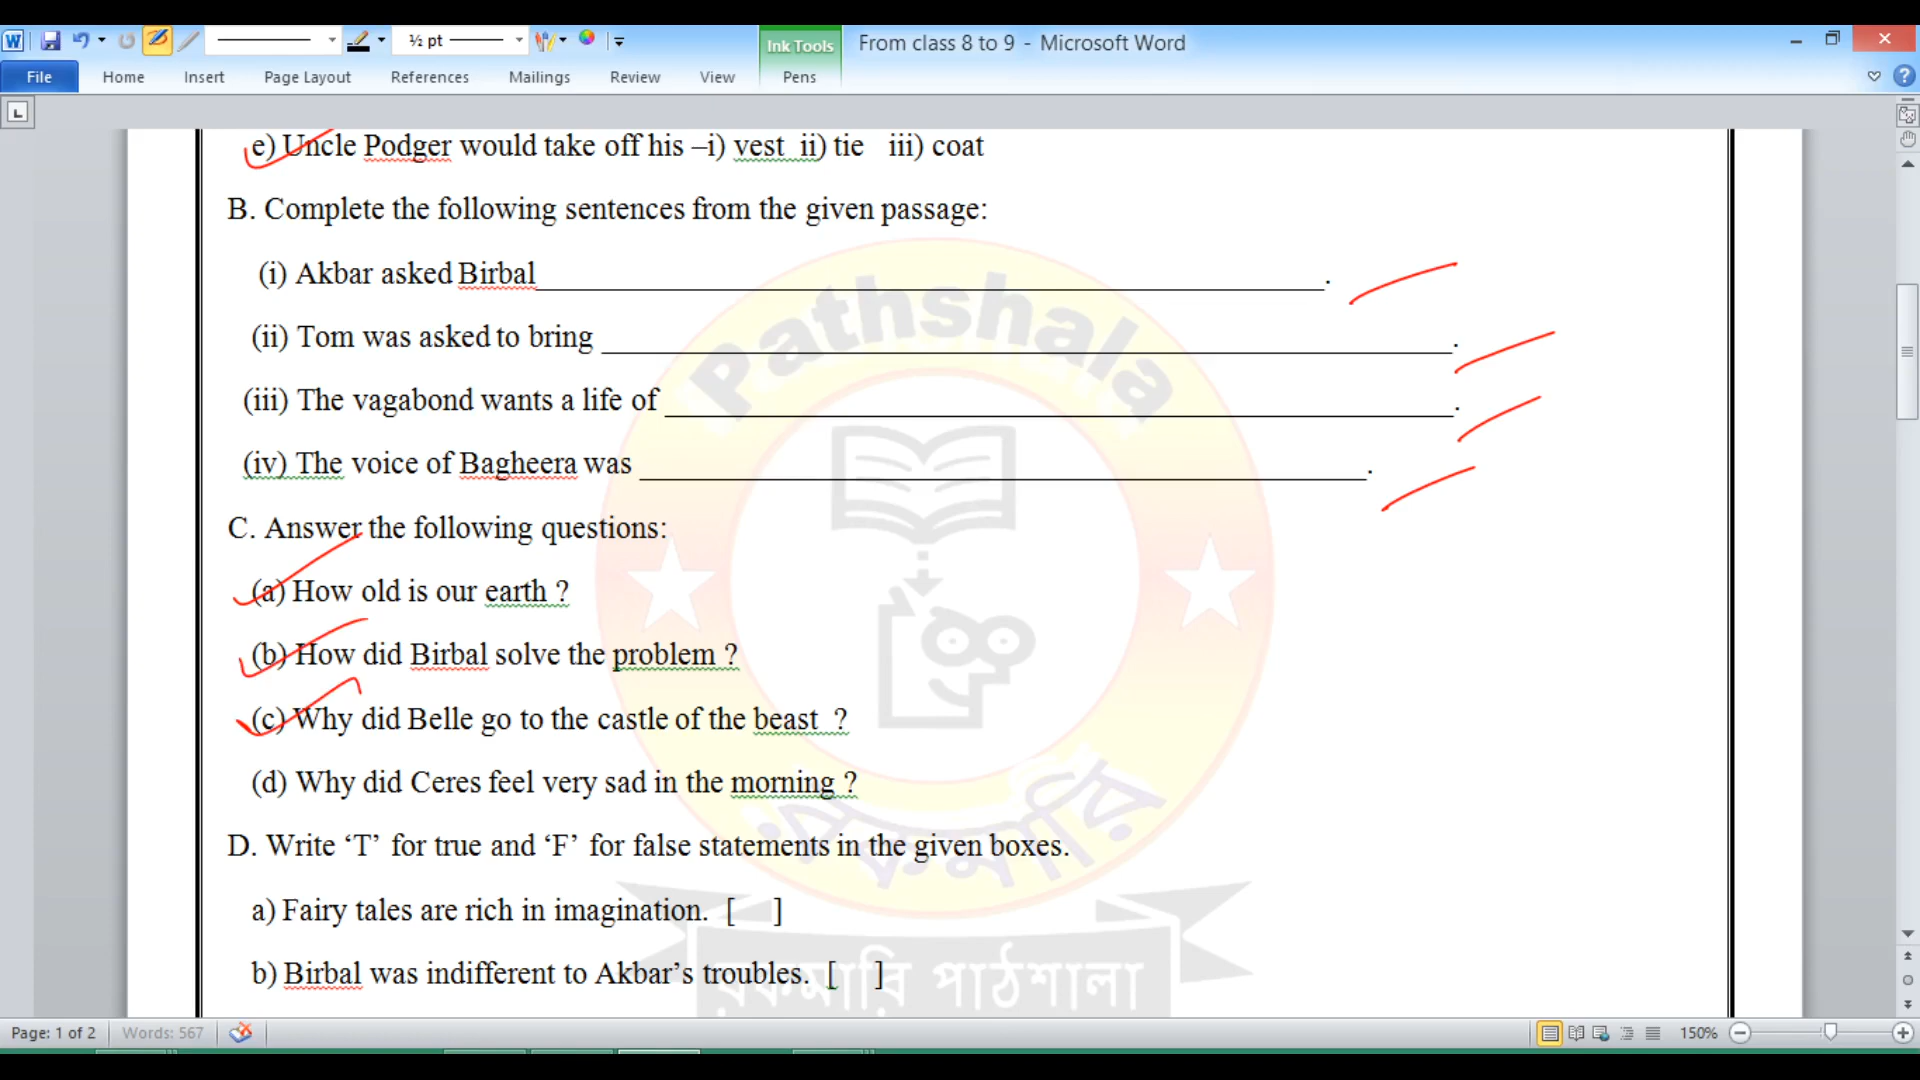 From class 8 to 9 - Microsoft Word
Ink Tools
½ pt
File Home Insert Page Layout References Mailings Review View Pens
e) Uncle Podger would take off his –i) vest ii) tie iii) coat
B. Complete the following sentences from the given passage:
(i) Akbar asked Birbal____________________.
(ii) Tom was asked to bring ____________________.
(iii) The vagabond wants a life of ____________________.
(iv) The voice of Bagheera was ____________________.
C. Answer the following questions:
(a) How old is our earth ?
(b) How did Birbal solve the problem ?
(c) Why did Belle go to the castle of the beast ?
(d) Why did Ceres feel very sad in the morning ?
D. Write ‘T’ for true and ‘F’ for false statements in the given boxes.
a) Fairy tales are rich in imagination. [ ]
b) Birbal was indifferent to Akbar’s troubles. [ ]
Pathshala
রকমারি পাঠশালা
Page: 1 of 2 Words: 567 150%